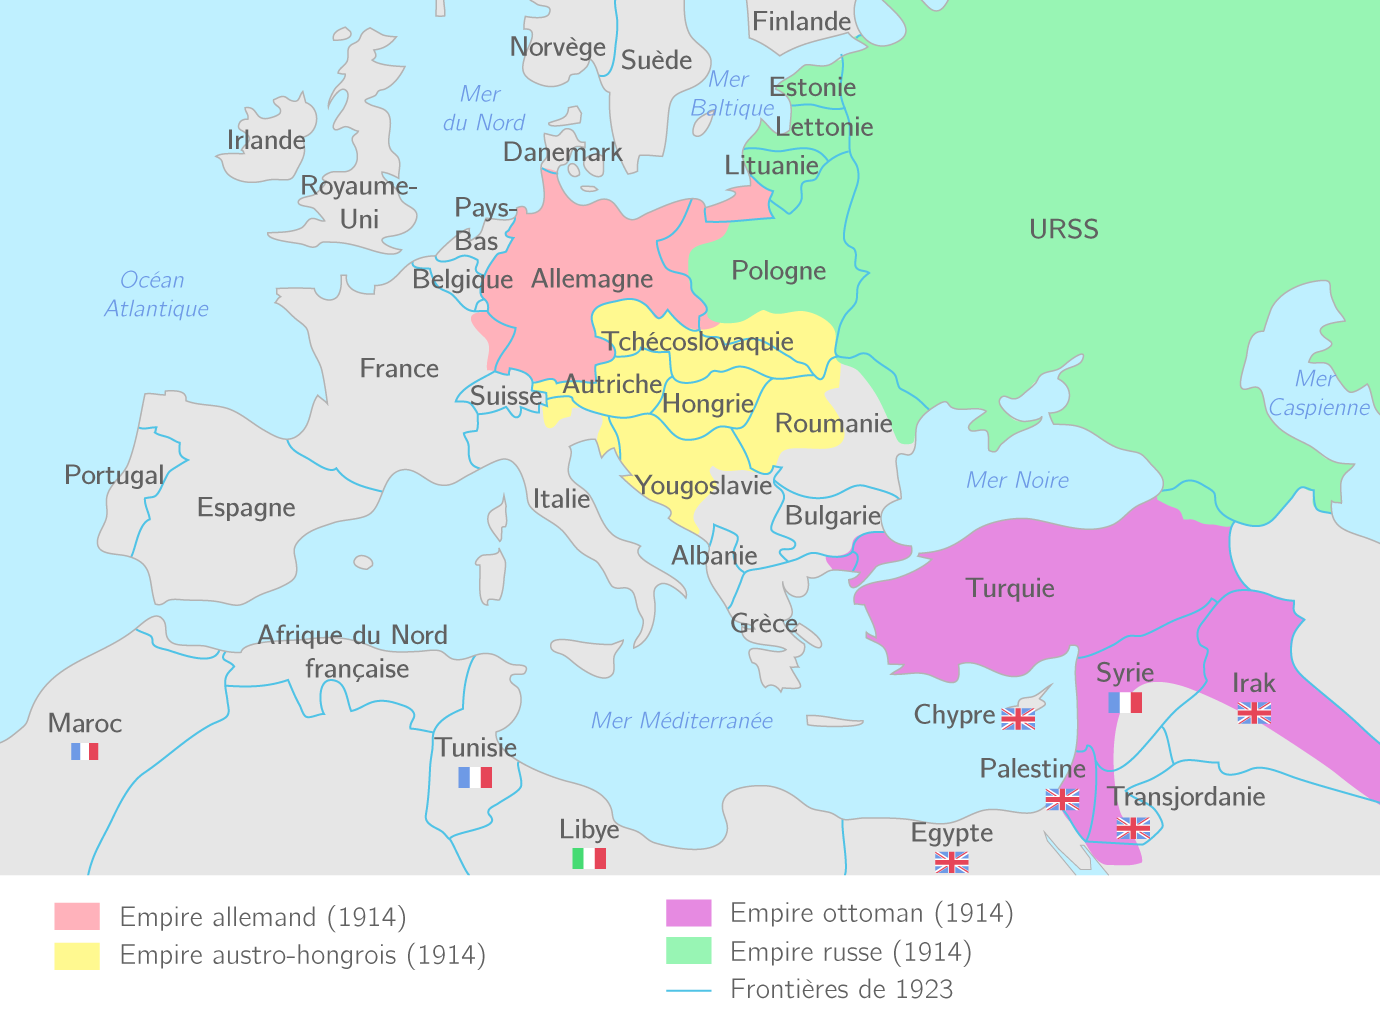 Finlande
Norvège
Suède
Mer
Baltique
Estonie
Mer
du Nord
Lettonie
Irlande
Danemark
Lituanie
Royaume-
Uni
Pays-
Bas
URSS
Pologne
Belgique
Allemagne
Océan
Atlantique
Tchécoslovaquie
France
Autriche
Suisse
Hongrie
Mer
Caspienne
Roumanie
Portugal
Mer Noire
Yougoslavie
Italie
Espagne
Bulgarie
Albanie
Turquie
Grèce
Afrique du Nord
française
Syrie
Irak
Chypre
Maroc
Mer Méditerranée
Tunisie
Palestine
Transjordanie
Libye
Egypte
Empire allemand (1914)
Empire austro-hongrois (1914)
Empire ottoman (1914)
Empire russe (1914)
Frontières de 1923